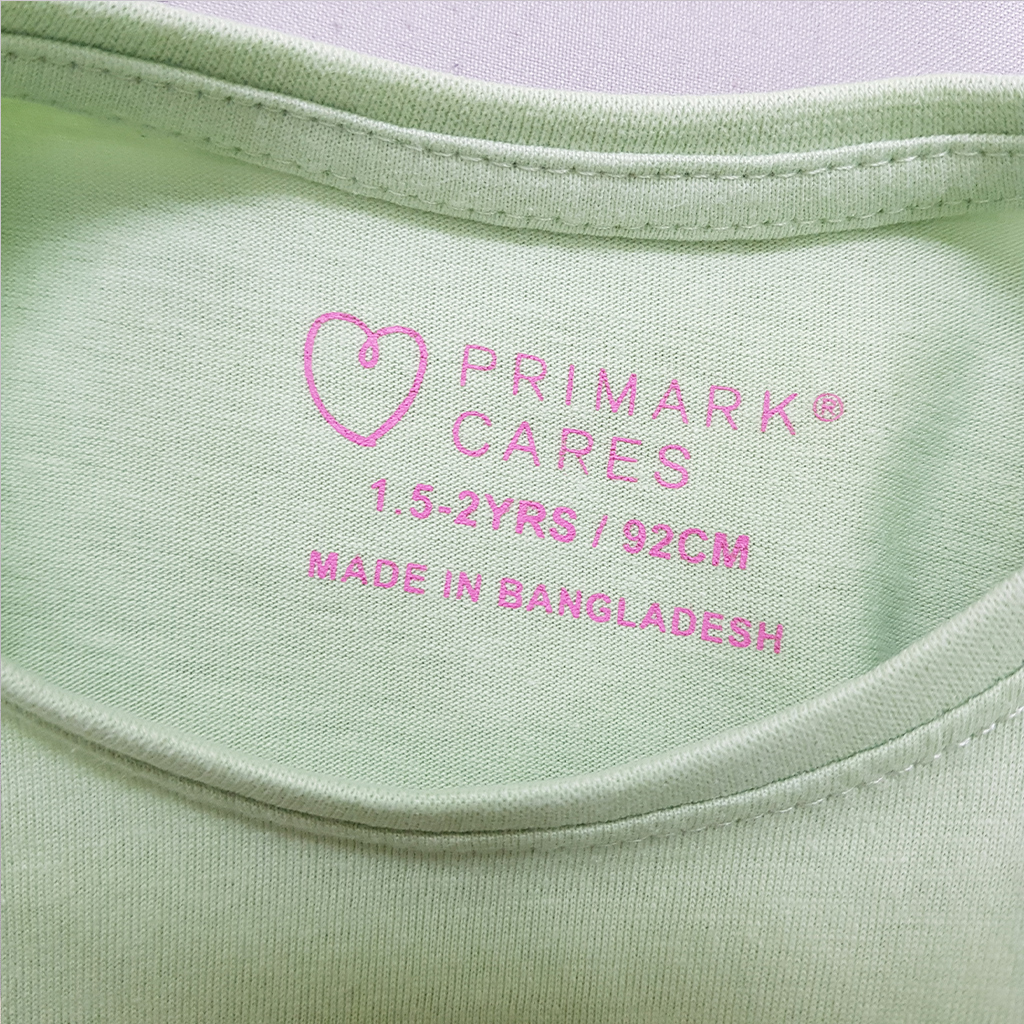 PRIMARK®
CARES
1.5-2YRS / 92CM
MADE IN BANGLADESH